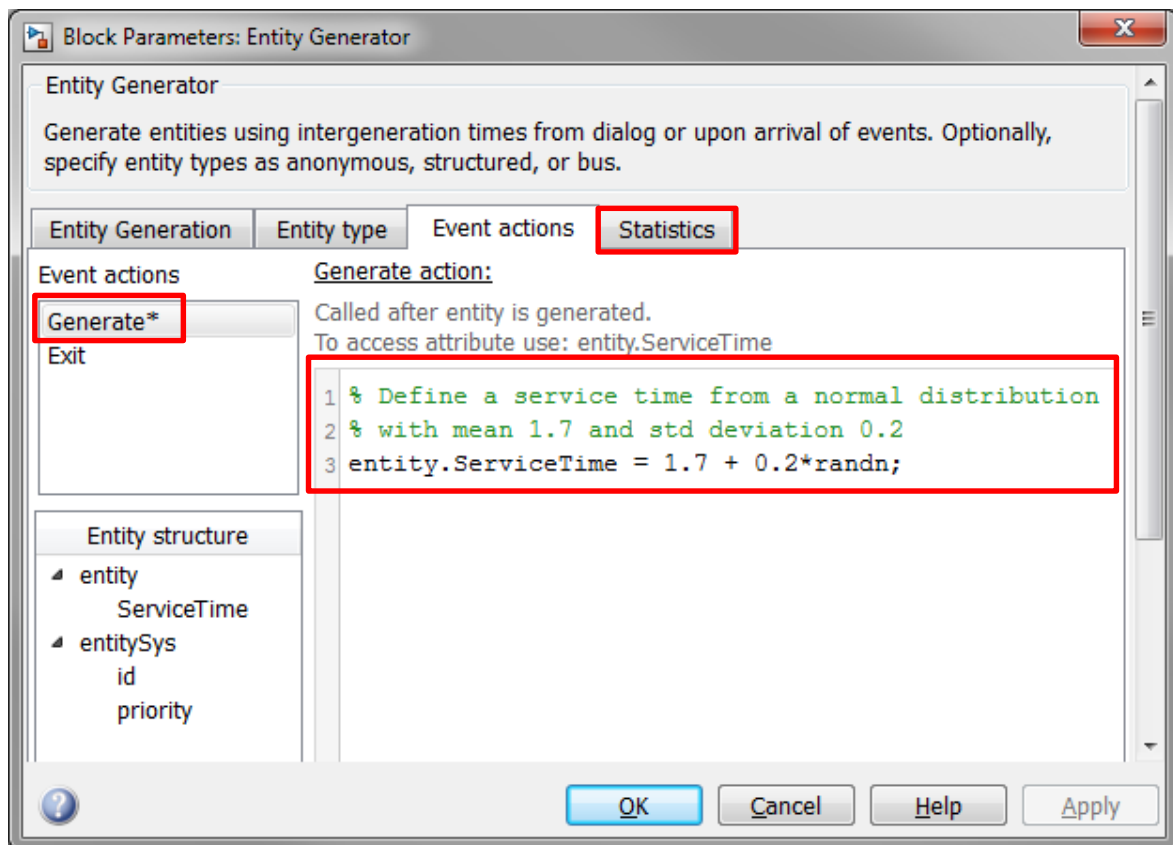 Block Parameters: Entity Generator
X
Entity Generator
Generate entities using intergeneration times from dialog or upon arrival of events. Optionally,
specify entity types as anonymous, structured, or bus.
Entity Generation Entity type Event actions Statistics
Event actions
Generate*
Exit
Generate action:
Called after entity is generated.
To access attribute use: entity.ServiceTime
1 % Define a service time from a normal distribution
2 % with mean 1.7 and std deviation 0.2
3 entity.ServiceTime = 1.7 + 0.2*randn;
Entity structure
entity
ServiceTime
entitySys
id
priority
? OK Cancel Help Apply